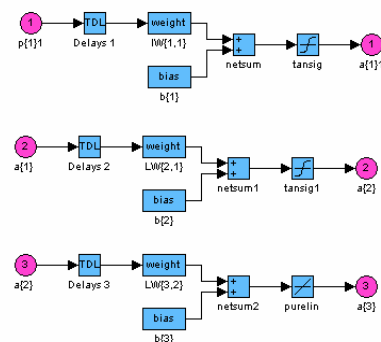 1 TDL weight + + 1
p{1}1 Delays 1 IW{1,1} netsum tansig a{1}1
bias
b{1}
2 TDL weight + + 2
a{1} Delays 2 LW{2,1} netsum1 tansig1 a{2}
bias
b{2}
3 TDL weight + + 3
a{2} Delays 3 LW{3,2} netsum2 purelin a{3}
bias
b{3}